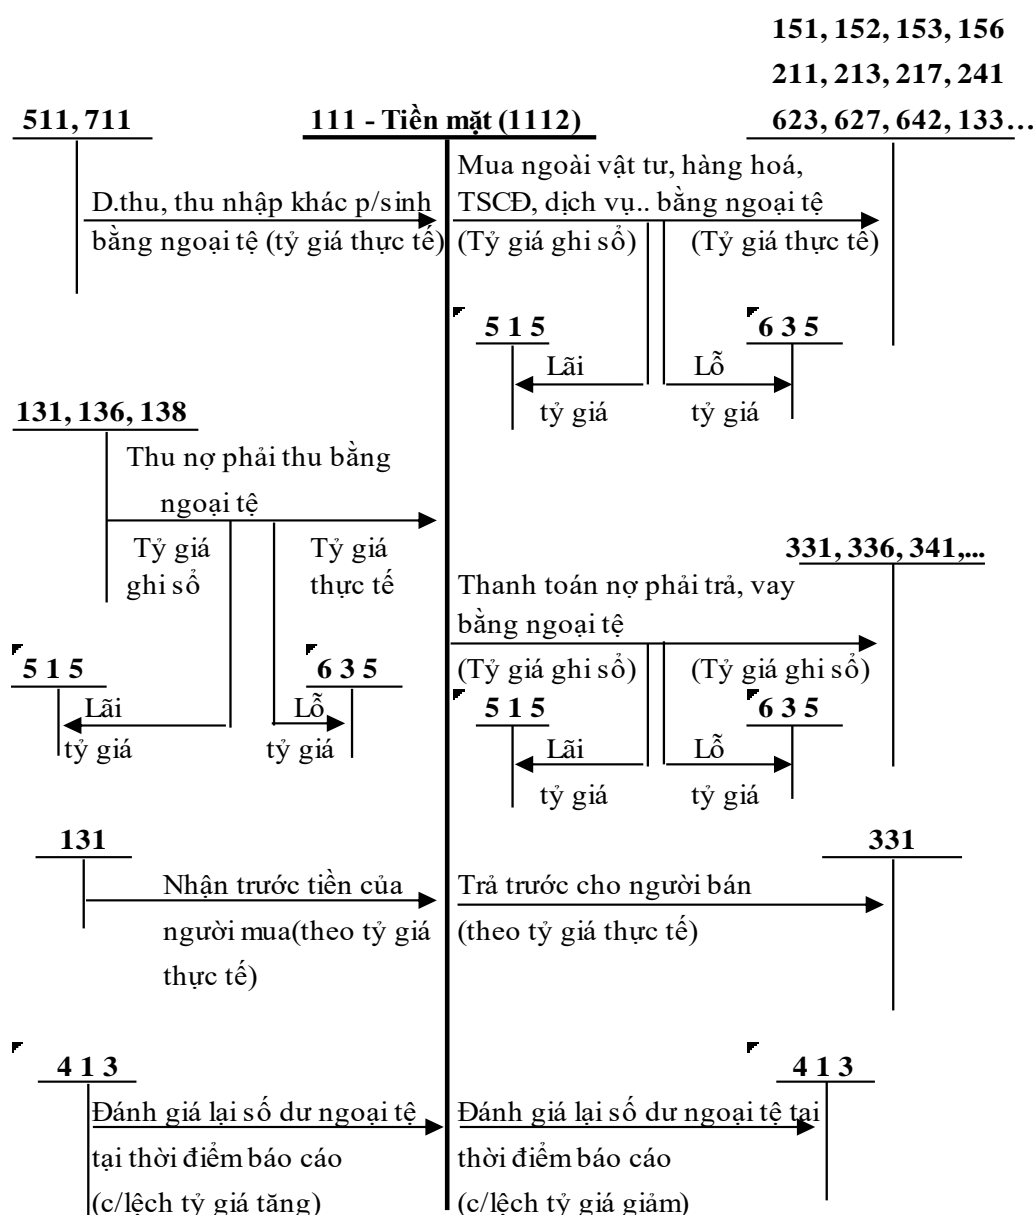 151, 152, 153, 156
211, 213, 217, 241
511, 711
111 - Tiền mặt (1112)
623, 627, 642, 133...
D.thu, thu nhập khác p/sinh
bằng ngoại tệ (tỷ giá thực tế)
Mua ngoài vật tư, hàng hoá,
TSCĐ, dịch vụ.. bằng ngoại tệ
(Tỷ giá ghi sổ)
(Tỷ giá thực tế)
5 1 5
6 3 5
Lãi
Lỗ
tỷ giá
tỷ giá
131, 136, 138
Thu nợ phải thu bằng
ngoại tệ
Tỷ giá
ghi sổ
Tỷ giá
thực tế
5 1 5
6 3 5
Lãi
Lỗ
tỷ giá
tỷ giá
331, 336, 341,...
Thanh toán nợ phải trả, vay
bằng ngoại tệ
(Tỷ giá ghi sổ)
(Tỷ giá ghi sổ)
5 1 5
6 3 5
Lãi
Lỗ
tỷ giá
tỷ giá
131
331
Nhận trước tiền của
người mua(theo tỷ giá
thực tế)
Trả trước cho người bán
(theo tỷ giá thực tế)
4 1 3
4 1 3
Đánh giá lại số dư ngoại tệ
tại thời điểm báo cáo
(c/lệch tỷ giá tăng)
Đánh giá lại số dư ngoại tệ tại
thời điểm báo cáo
(c/lệch tỷ giá giảm)